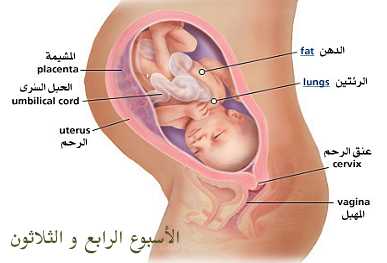 المشيمة
placenta
الحبل السرى
umbilical cord
uterus
الرحم
fat الدهن
lungs الرئتين
عنق الرحم
cervix
vagina
المهبل
الأسبوع الرابع و الثلاثون